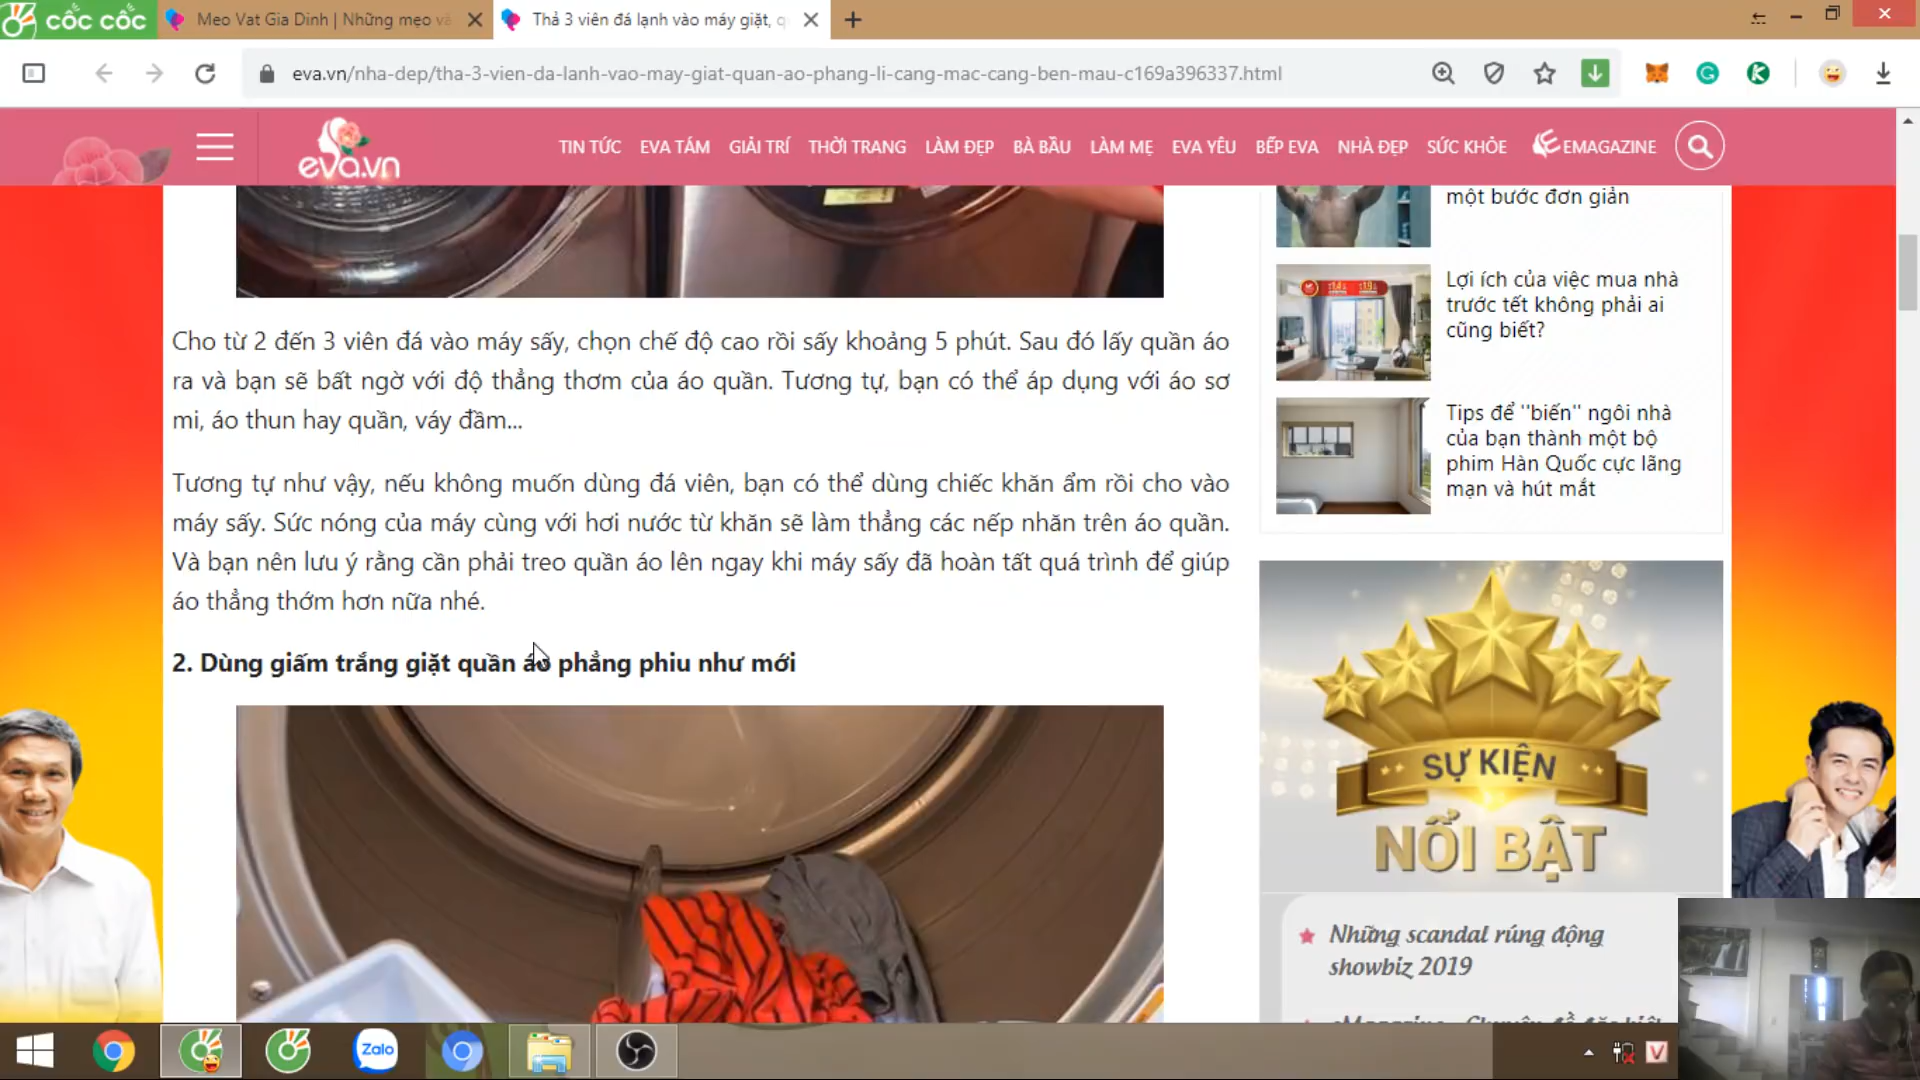 cốc cốc
Meo Vat Gia Dinh | Những mẹo vă
Thả 3 viên đá lạnh vào máy giặt, q
eva.vn/nha-dep/tha-3-vien-da-lanh-vao-may-giat-quan-ao-phang-li-cang-mac-cang-ben-mau-c169a396337.html
eva.vn
TIN TỨC EVA TÁM GIẢI TRÍ THỜI TRANG LÀM ĐẸP BÀ BẦU LÀM MẸ EVA YÊU BẾP EVA NHÀ ĐẸP SỨC KHỎE EMAGAZINE
một bước đơn giản
Lợi ích của việc mua nhà
trước tết không phải ai
cũng biết?
Tips để "biến" ngôi nhà
của bạn thành một bộ
phim Hàn Quốc cực lãng
mạn và hút mắt
Cho từ 2 đến 3 viên đá vào máy sấy, chọn chế độ cao rồi sấy khoảng 5 phút. Sau đó lấy quần áo
ra và bạn sẽ bất ngờ với độ thẳng thơm của áo quần. Tương tự, bạn có thể áp dụng với áo sơ
mi, áo thun hay quần, váy đầm...
Tương tự như vậy, nếu không muốn dùng đá viên, bạn có thể dùng chiếc khăn ẩm rồi cho vào
máy sấy. Sức nóng của máy cùng với hơi nước từ khăn sẽ làm thẳng các nếp nhăn trên áo quần.
Và bạn nên lưu ý rằng cần phải treo quần áo lên ngay khi máy sấy đã hoàn tất quá trình để giúp
áo thẳng thớm hơn nữa nhé.
2. Dùng giấm trắng giặt quần áo phẳng phiu như mới
SỰ KIỆN
NỔI BẬT
Những scandal rúng động
showbiz 2019
Zalo